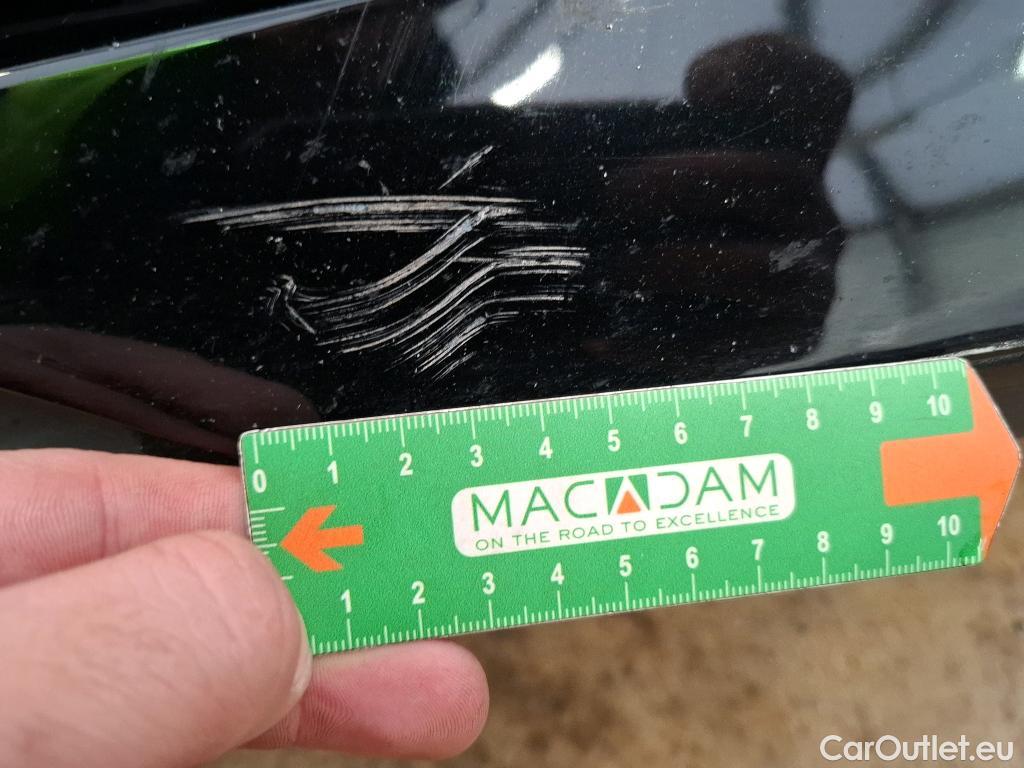 0 1 2 3 4 5 6 7 8 9 10
MACADAM
ON THE ROAD TO EXCELLENCE
1 2 3 4 5 6 7 8 9 10
CarOutlet.eu